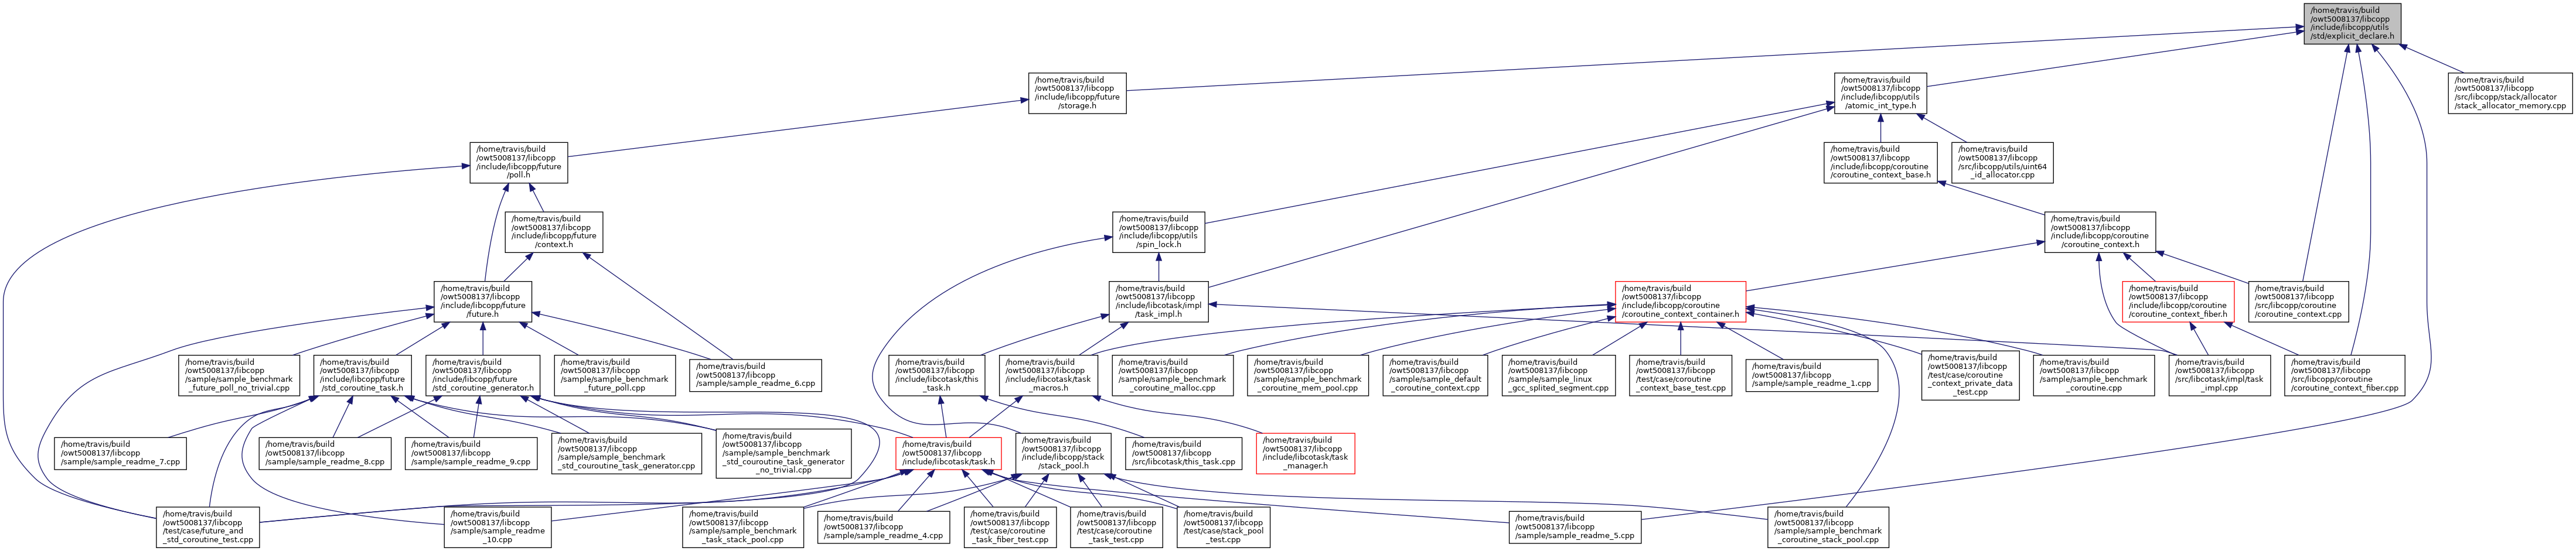 /home/travis/build
/owt5008137/libcopp
/include/libcopp/utils
/std/explicit_declare.h
/home/travis/build
/owt5008137/libcopp
/include/libcopp/future
/storage.h
/home/travis/build
/owt5008137/libcopp
/include/libcopp/utils
/atomic_int_type.h
/home/travis/build
/owt5008137/libcopp
/src/libcopp/stack/allocator
/stack_allocator_memory.cpp
/home/travis/build
/owt5008137/libcopp
/include/libcopp/future
/poll.h
/home/travis/build
/owt5008137/libcopp
/include/libcopp/coroutine
/coroutine_context_base.h
/home/travis/build
/owt5008137/libcopp
/src/libcopp/utils/uint64
_id_allocator.cpp
/home/travis/build
/owt5008137/libcopp
/include/libcopp/future
/context.h
/home/travis/build
/owt5008137/libcopp
/include/libcopp/utils
/spin_lock.h
/home/travis/build
/owt5008137/libcopp
/include/libcopp/coroutine
/coroutine_context.h
/home/travis/build
/owt5008137/libcopp
/include/libcopp/future
/future.h
/home/travis/build
/owt5008137/libcopp
/include/libcotask/impl
/task_impl.h
/home/travis/build
/owt5008137/libcopp
/include/libcopp/coroutine
/coroutine_context_container.h
/home/travis/build
/owt5008137/libcopp
/include/libcopp/coroutine
/coroutine_context_fiber.h
/home/travis/build
/owt5008137/libcopp
/src/libcopp/coroutine
/coroutine_context.cpp
/home/travis/build
/owt5008137/libcopp
/sample/sample_benchmark
_future_poll_no_trivial.cpp
/home/travis/build
/owt5008137/libcopp
/include/libcopp/future
/std_coroutine_task.h
/home/travis/build
/owt5008137/libcopp
/include/libcopp/future
/std_coroutine_generator.h
/home/travis/build
/owt5008137/libcopp
/sample/sample_benchmark
_future_poll.cpp
/home/travis/build
/owt5008137/libcopp
/sample/sample_readme_6.cpp
/home/travis/build
/owt5008137/libcopp
/include/libcotask/this
_task.h
/home/travis/build
/owt5008137/libcopp
/include/libcotask/task
_macros.h
/home/travis/build
/owt5008137/libcopp
/sample/sample_benchmark
_coroutine_malloc.cpp
/home/travis/build
/owt5008137/libcopp
/sample/sample_benchmark
_coroutine_mem_pool.cpp
/home/travis/build
/owt5008137/libcopp
/sample/sample_default
_coroutine_context.cpp
/home/travis/build
/owt5008137/libcopp
/sample/sample_linux
_gcc_splited_segment.cpp
/home/travis/build
/owt5008137/libcopp
/test/case/coroutine
_context_base_test.cpp
/home/travis/build
/owt5008137/libcopp
/sample/sample_readme_1.cpp
/home/travis/build
/owt5008137/libcopp
/test/case/coroutine
_context_private_data
_test.cpp
/home/travis/build
/owt5008137/libcopp
/sample/sample_benchmark
_coroutine.cpp
/home/travis/build
/owt5008137/libcopp
/src/libcotask/impl/task
_impl.cpp
/home/travis/build
/owt5008137/libcopp
/src/libcopp/coroutine
/coroutine_context_fiber.cpp
/home/travis/build
/owt5008137/libcopp
/sample/sample_readme_7.cpp
/home/travis/build
/owt5008137/libcopp
/sample/sample_readme_8.cpp
/home/travis/build
/owt5008137/libcopp
/sample/sample_readme_9.cpp
/home/travis/build
/owt5008137/libcopp
/sample/sample_benchmark
_std_couroutine_task_generator.cpp
/home/travis/build
/owt5008137/libcopp
/sample/sample_benchmark
_std_couroutine_task_generator
_no_trivial.cpp
/home/travis/build
/owt5008137/libcopp
/include/libcotask/task.h
/home/travis/build
/owt5008137/libcopp
/include/libcopp/stack
/stack_pool.h
/home/travis/build
/owt5008137/libcopp
/src/libcotask/this_task.cpp
/home/travis/build
/owt5008137/libcopp
/include/libcotask/task
_manager.h
/home/travis/build
/owt5008137/libcopp
/test/case/future_and
_std_coroutine_test.cpp
/home/travis/build
/owt5008137/libcopp
/sample/sample_readme
_10.cpp
/home/travis/build
/owt5008137/libcopp
/sample/sample_benchmark
_task_stack_pool.cpp
/home/travis/build
/owt5008137/libcopp
/sample/sample_readme_4.cpp
/home/travis/build
/owt5008137/libcopp
/test/case/coroutine
_task_fiber_test.cpp
/home/travis/build
/owt5008137/libcopp
/test/case/coroutine
_task_test.cpp
/home/travis/build
/owt5008137/libcopp
/test/case/stack_pool
_test.cpp
/home/travis/build
/owt5008137/libcopp
/sample/sample_readme_5.cpp
/home/travis/build
/owt5008137/libcopp
/sample/sample_benchmark
_coroutine_stack_pool.cpp